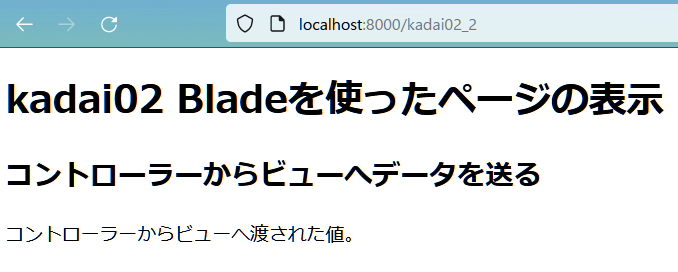 localhost:8000/kadai02_2
kadai02 Bladeを使ったページの表示
コントローラーからビューへデータを送る
コントローラーからビューへ渡された値。